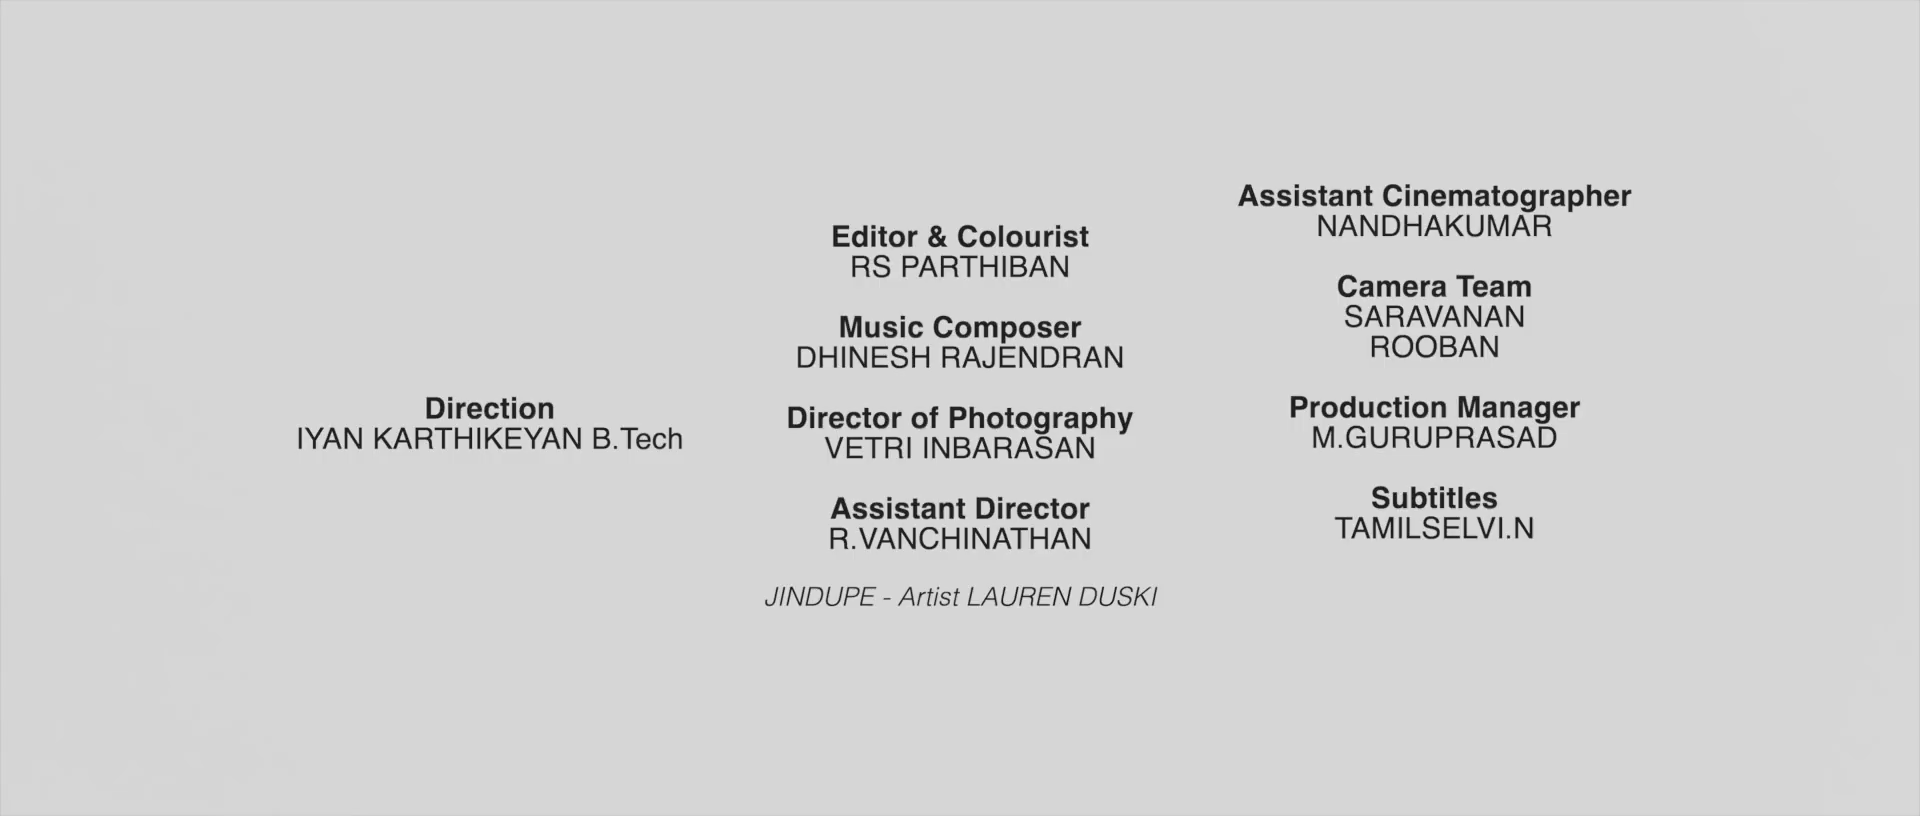 Direction
IYAN KARTHIKEYAN B.Tech
Editor & Colourist
RS PARTHIBAN
Music Composer
DHINESH RAJENDRAN
Director of Photography
VETRI INBARASAN
Assistant Director
R.VANCHINATHAN
JINDUPE - Artist LAUREN DUSKI
Assistant Cinematographer
NANDHAKUMAR
Camera Team
SARAVANAN
ROOBAN
Production Manager
M.GURUPRASAD
Subtitles
TAMILSELVI.N